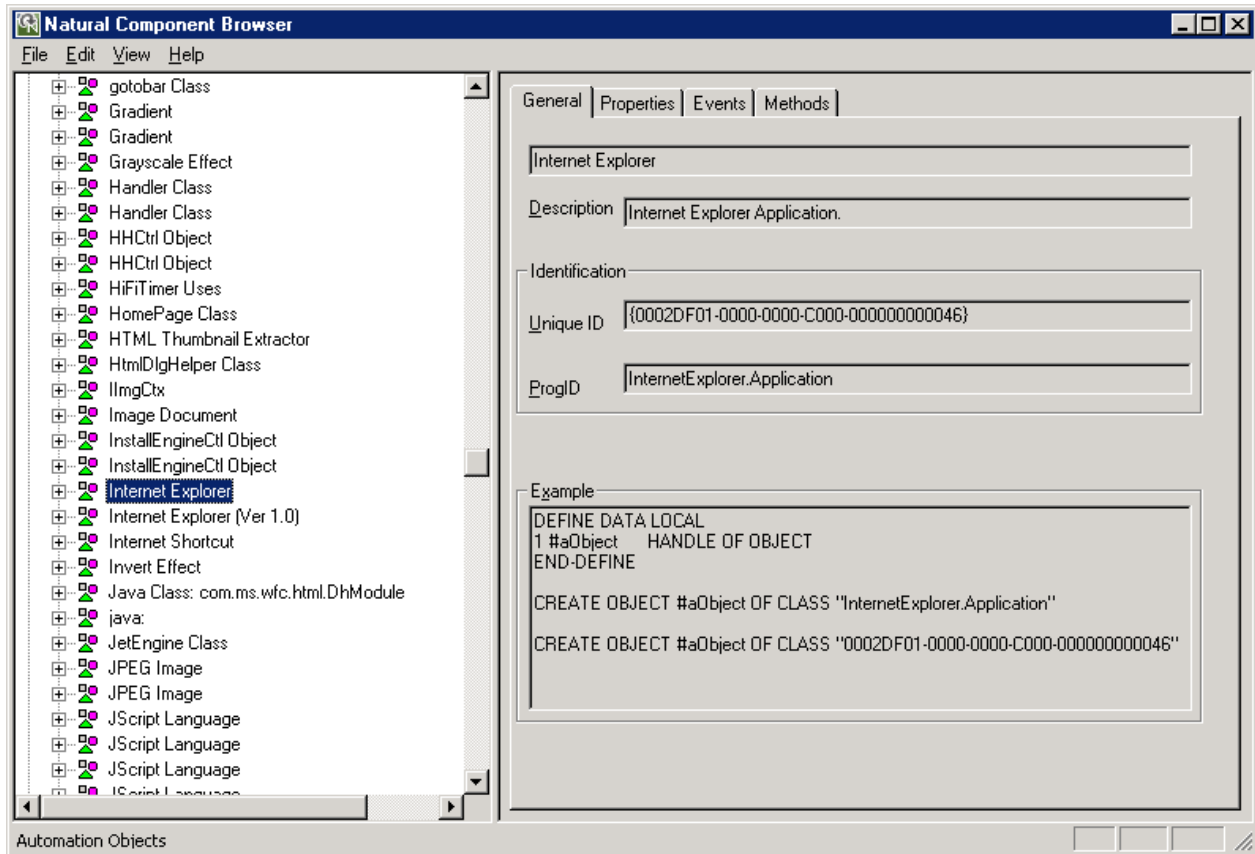 Natural Component Browser
File Edit View Help
gotobar Class
Gradient
Gradient
Grayscale Effect
Handler Class
Handler Class
HHCtrl Object
HHCtrl Object
HiFiTimer Uses
HomePage Class
HTML Thumbnail Extractor
HtmlDlgHelper Class
IImgCtx
Image Document
InstallEngineCtl Object
InstallEngineCtl Object
Internet Explorer
Internet Explorer (Ver 1.0)
Internet Shortcut
Invert Effect
Java Class: com.ms.wfc.html.DhModule
java:
JetEngine Class
JPEG Image
JPEG Image
JScript Language
JScript Language
JScript Language
JScript Language
General Properties Events Methods
Internet Explorer
Description Internet Explorer Application.
Identification
Unique ID {0002DF01-0000-0000-C000-000000000046}
ProgID InternetExplorer.Application
Example
DEFINE DATA LOCAL
1 #aObject HANDLE OF OBJECT
END-DEFINE
CREATE OBJECT #aObject OF CLASS "InternetExplorer.Application"
CREATE OBJECT #aObject OF CLASS "0002DF01-0000-0000-C000-000000000046"
Automation Objects